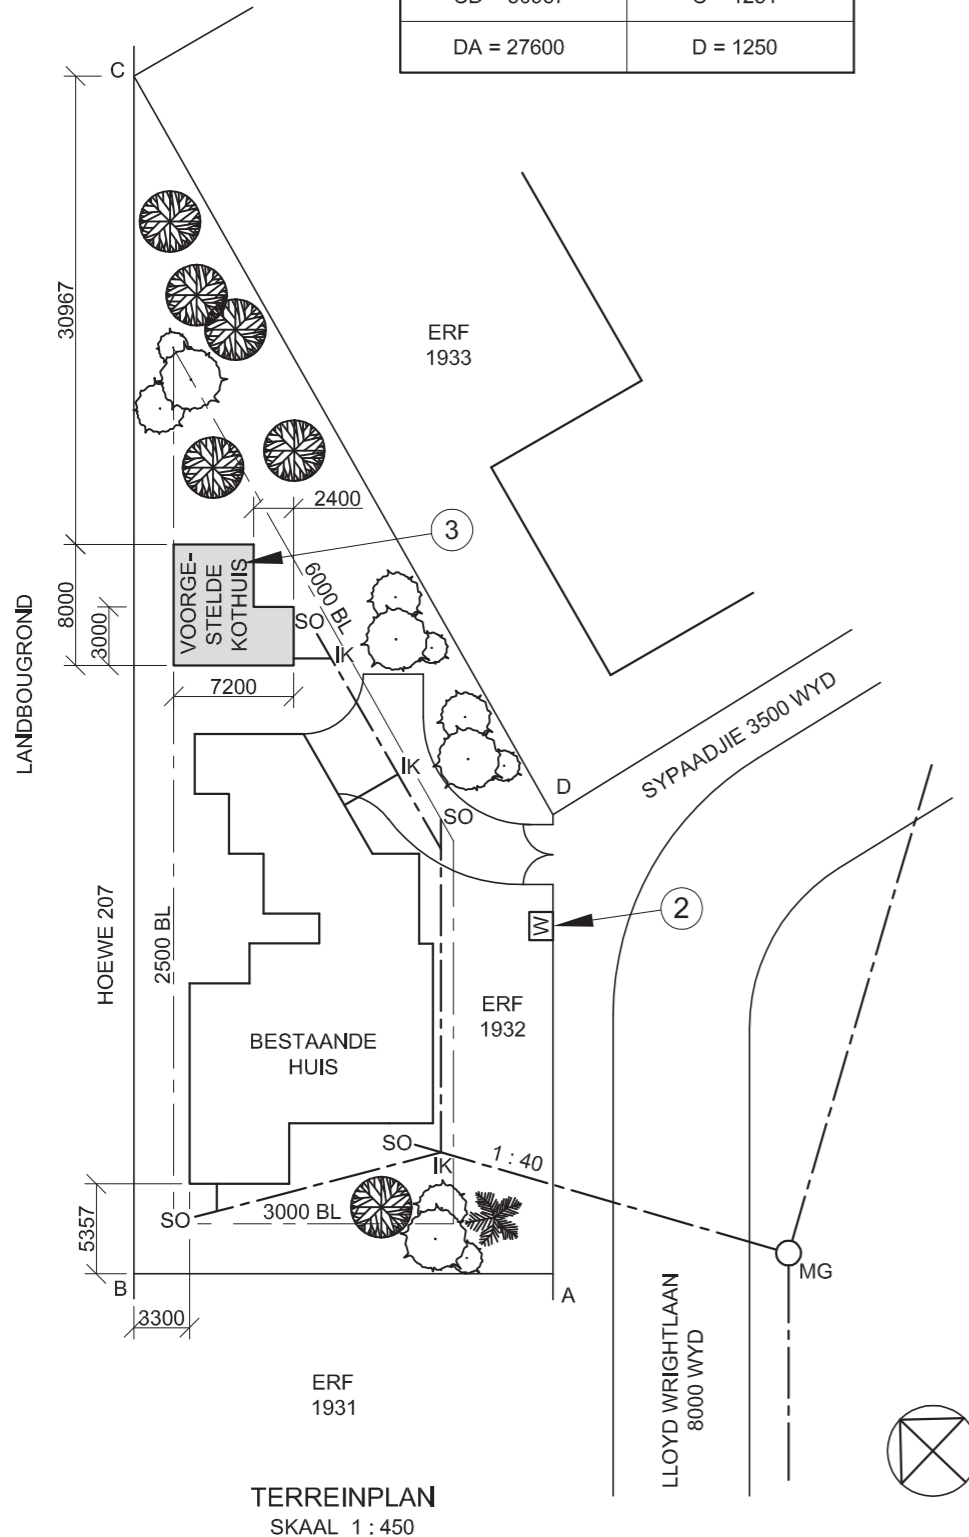 DA = 27600
D = 1250
C
30967
ERF
1933
2400
3
VOORGE-
STELDE
KOTHUIS
8000
3000
SO
6000 BL
IK
7200
LANDBOUGROND
SYPAADJIE 3500 WYD
IK
D
SO
2
W
HOEWE 207
2500 BL
ERF
1932
BESTAANDE
HUIS
SO
IK
1 : 40
5357
SO
3000 BL
MG
B
A
3300
LLOYD WRIGHTLAAN
8000 WYD
ERF
1931
TERREINPLAN
SKAAL 1 : 450